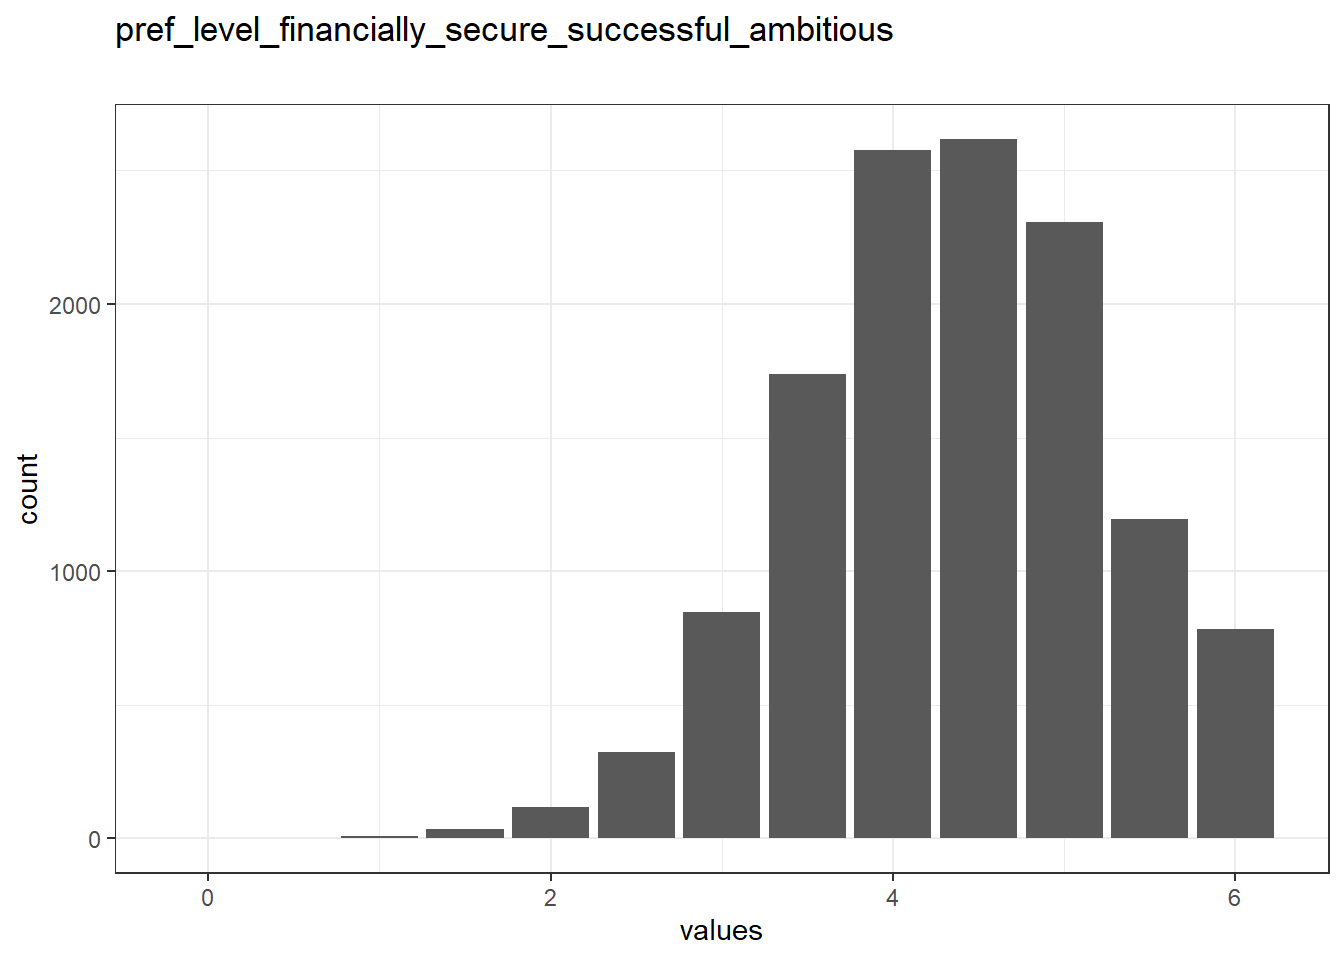 pref_level_financially_secure_successful_ambitious
2000
1000
0
count
0 2 4 6
values